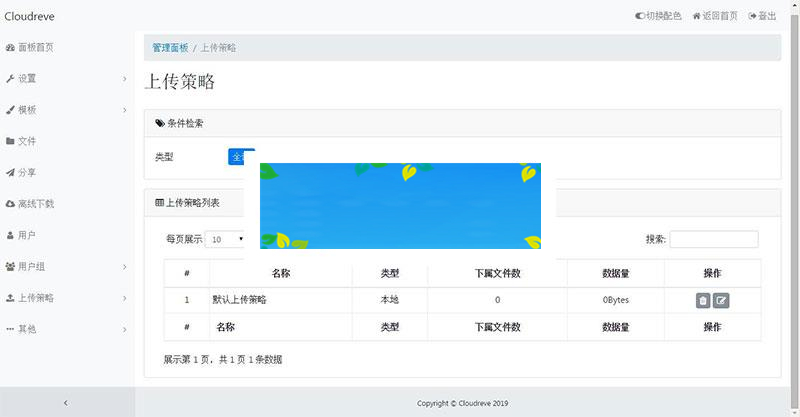 Cloudreve
切换配色 返回首页 登出
面板首页
设置
模板
文件
分享
离线下载
用户
用户组
上传策略
其他
管理面板 / 上传策略
上传策略
条件检索
类型
上传策略列表
每页展示 10 搜索:
# 名称 类型 下属文件数 数据量 操作
1 默认上传策略 本地 0 0Bytes
# 名称 类型 下属文件数 数据量 操作
展示第 1 页，共 1 页 1 条数据
Copyright © Cloudreve 2019